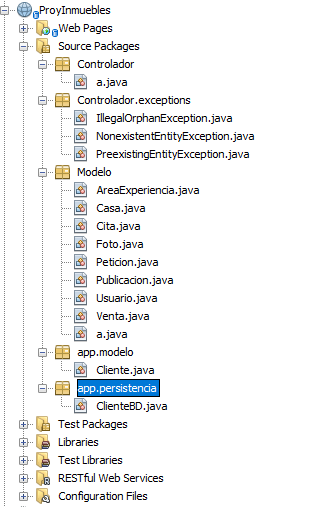 ProyInmuebles
Web Pages
Source Packages
Controlador
a.java
Controlador.exceptions
IllegalOrphanException.java
NonexistentEntityException.java
PreexistingEntityException.java
Modelo
AreaExperiencia.java
Casa.java
Cita.java
Foto.java
Peticion.java
Publicacion.java
Usuario.java
Venta.java
a.java
app.modelo
Cliente.java
app.persistencia
ClienteBD.java
Test Packages
Libraries
Test Libraries
RESTful Web Services
Configuration Files